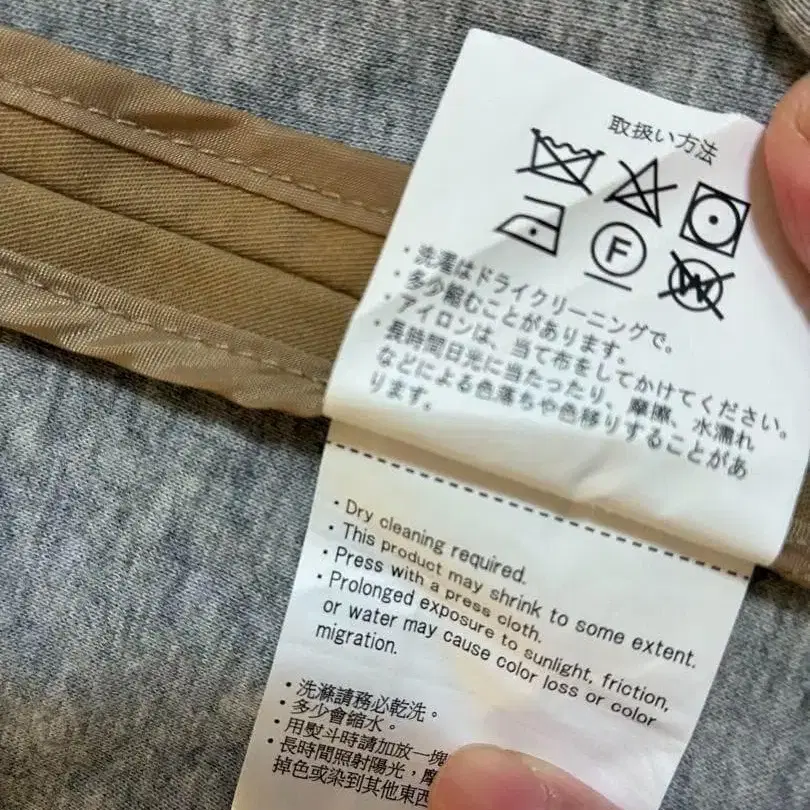 取扱い方法
F
W
・洗濯はドライクリーニングで。
・多少縮むことがあります。
・アイロンは、当て布をしてかけてください。
・長時間日光に当たったり、摩擦、水濡れ
などによる色落ちや色移りすることがあ
ります。
・Dry cleaning required.
・This product may shrink to some extent.
・Press with a press cloth.
・Prolonged exposure to sunlight, friction,
or water may cause color loss or color
migration.
・洗滌請務必乾洗。
・多少會縮水。
・用熨斗時請加放一塊
・長時間照射陽光，摩
掉色或染到其他東西